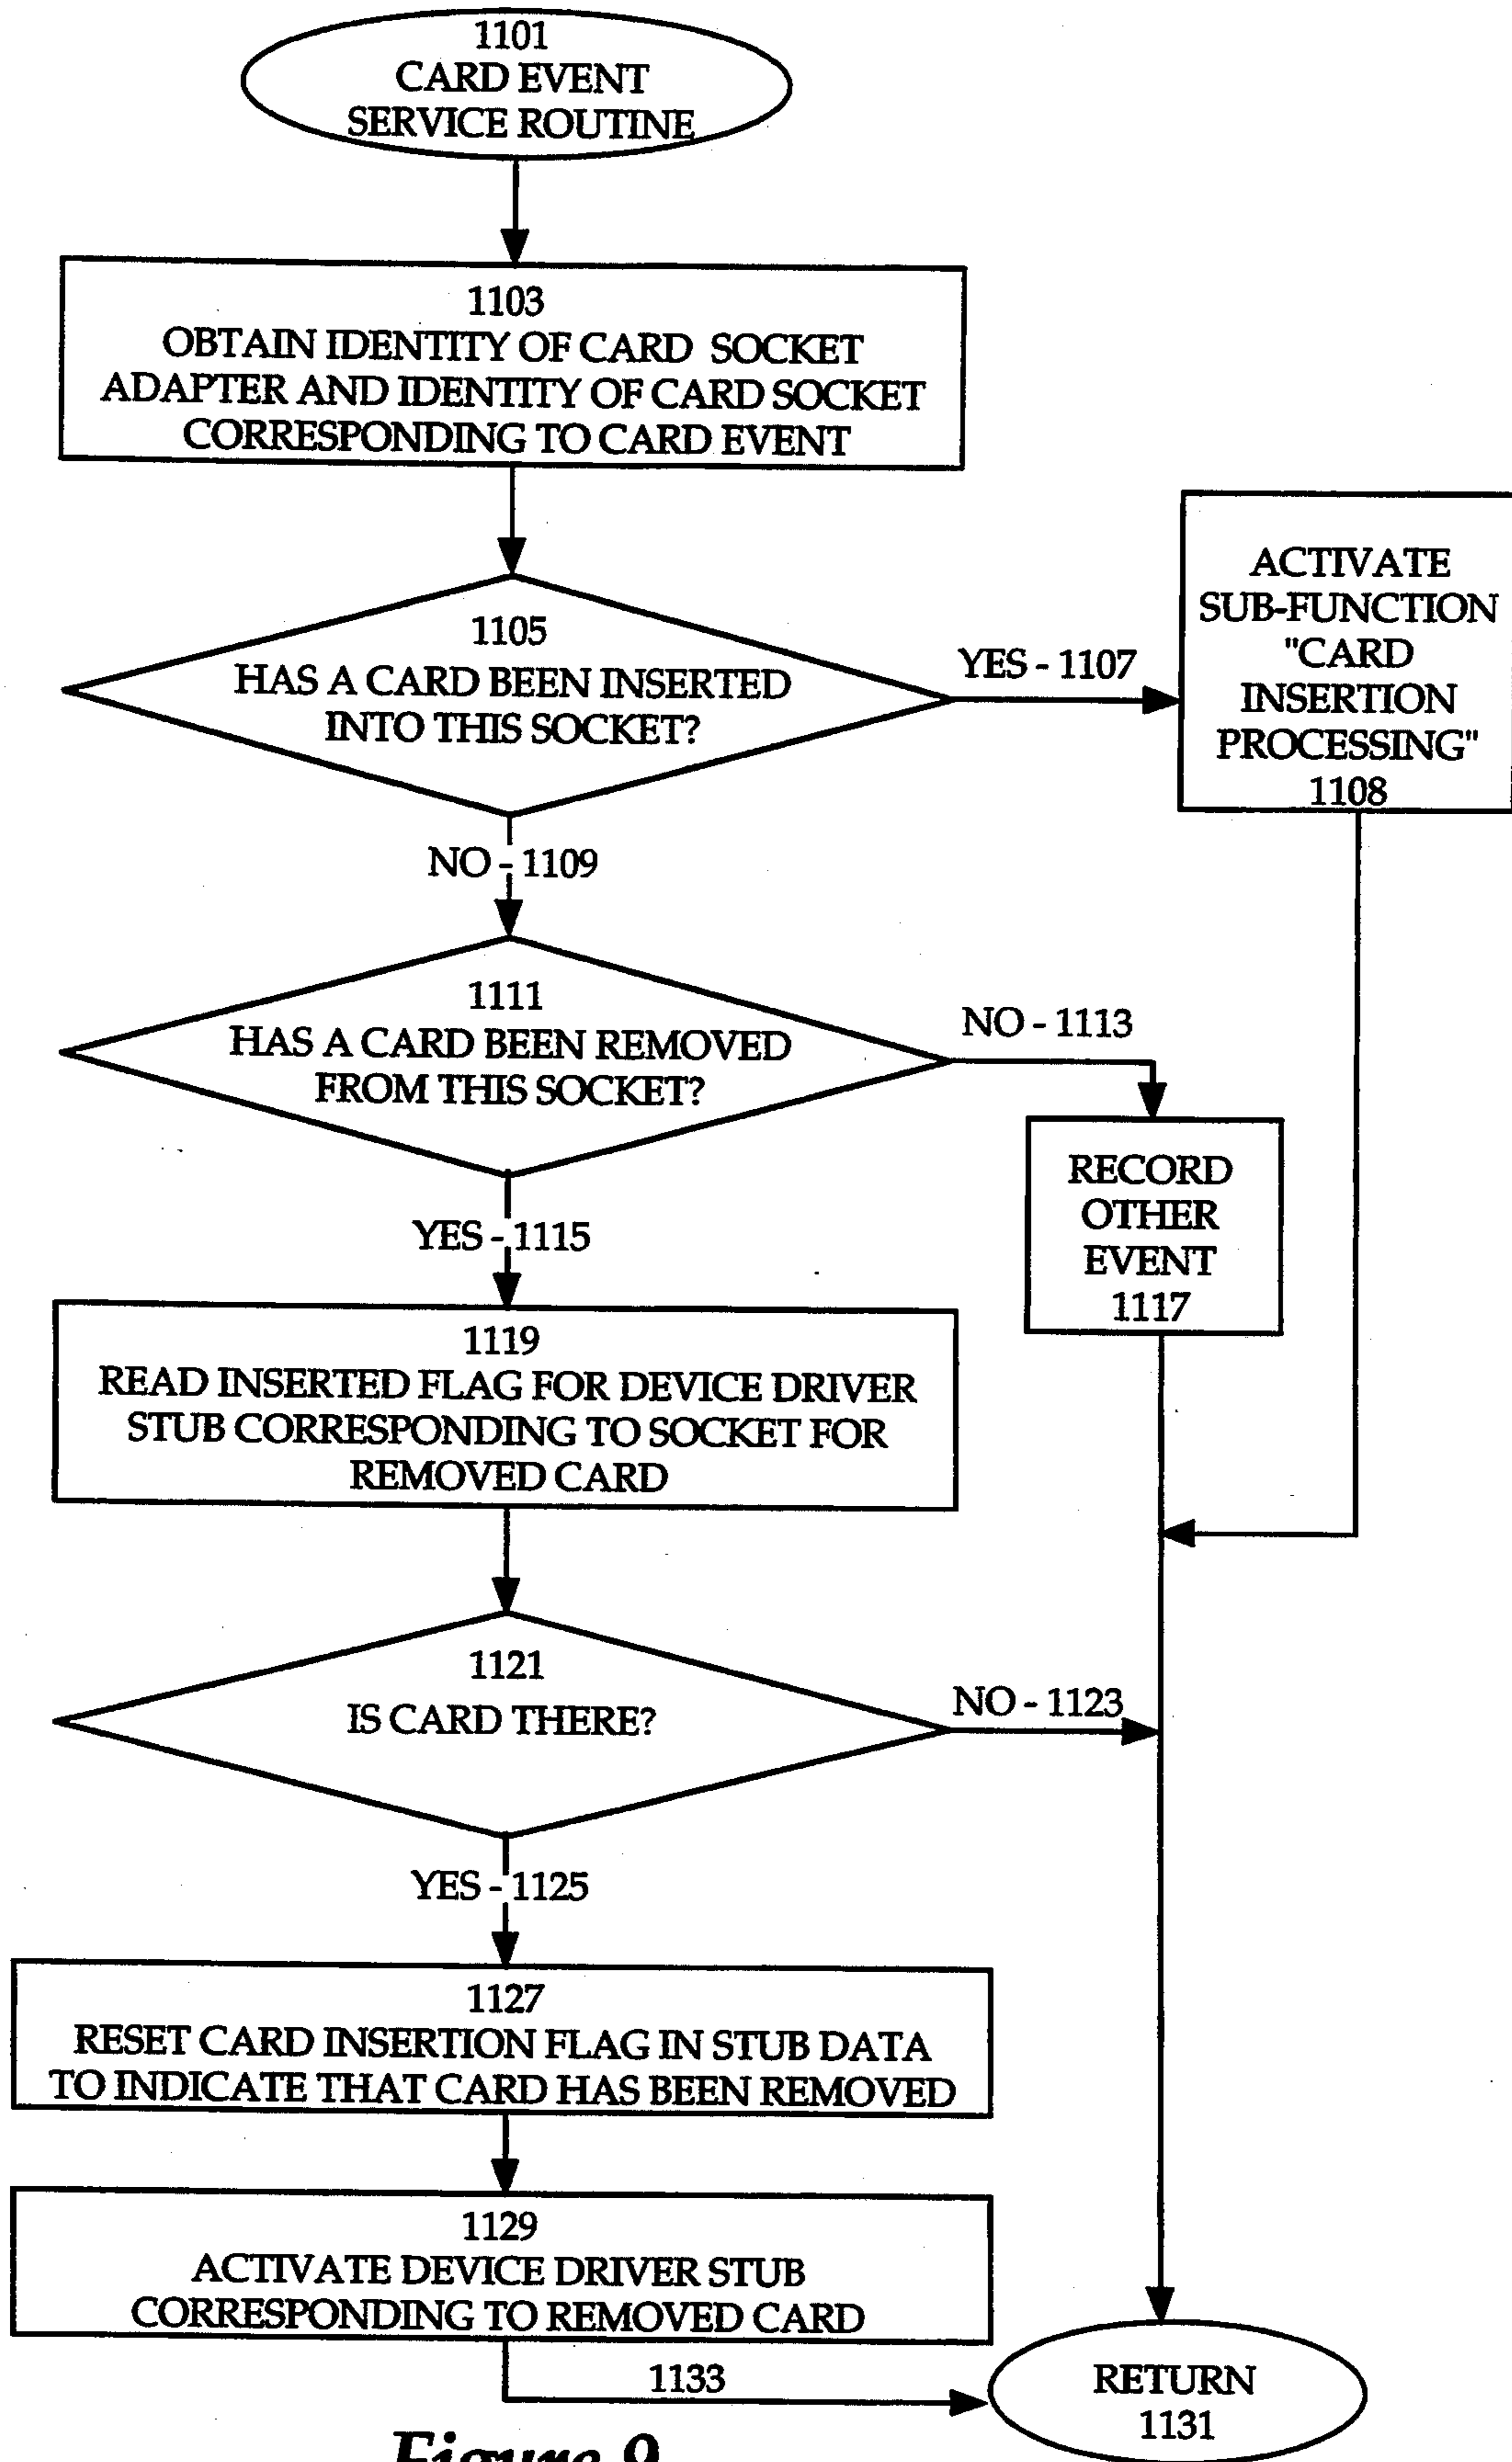 1101
CARD EVENT
SERVICE ROUTINE
1103
OBTAIN IDENTITY OF CARD SOCKET
ADAPTER AND IDENTITY OF CARD SOCKET
CORRESPONDING TO CARD EVENT
1105
HAS A CARD BEEN INSERTED
INTO THIS SOCKET?
YES - 1107
ACTIVATE
SUB-FUNCTION
"CARD
INSERTION
PROCESSING"
1108
NO - 1109
1111
HAS A CARD BEEN REMOVED
FROM THIS SOCKET?
NO - 1113
RECORD
OTHER
EVENT
1117
YES - 1115
1119
READ INSERTED FLAG FOR DEVICE DRIVER
STUB CORRESPONDING TO SOCKET FOR
REMOVED CARD
1121
IS CARD THERE?
NO - 1123
YES - 1125
1127
RESET CARD INSERTION FLAG IN STUB DATA
TO INDICATE THAT CARD HAS BEEN REMOVED
1129
ACTIVATE DEVICE DRIVER STUB
CORRESPONDING TO REMOVED CARD
1133
RETURN
1131
Figure 9